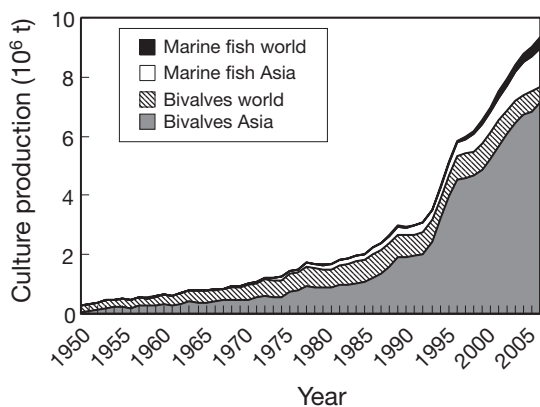 Culture production (10⁶ t)
10
8
6
4
2
0
Marine fish world
Marine fish Asia
Bivalves world
Bivalves Asia
1950 1955 1960 1965 1970 1975 1980 1985 1990 1995 2000 2005
Year